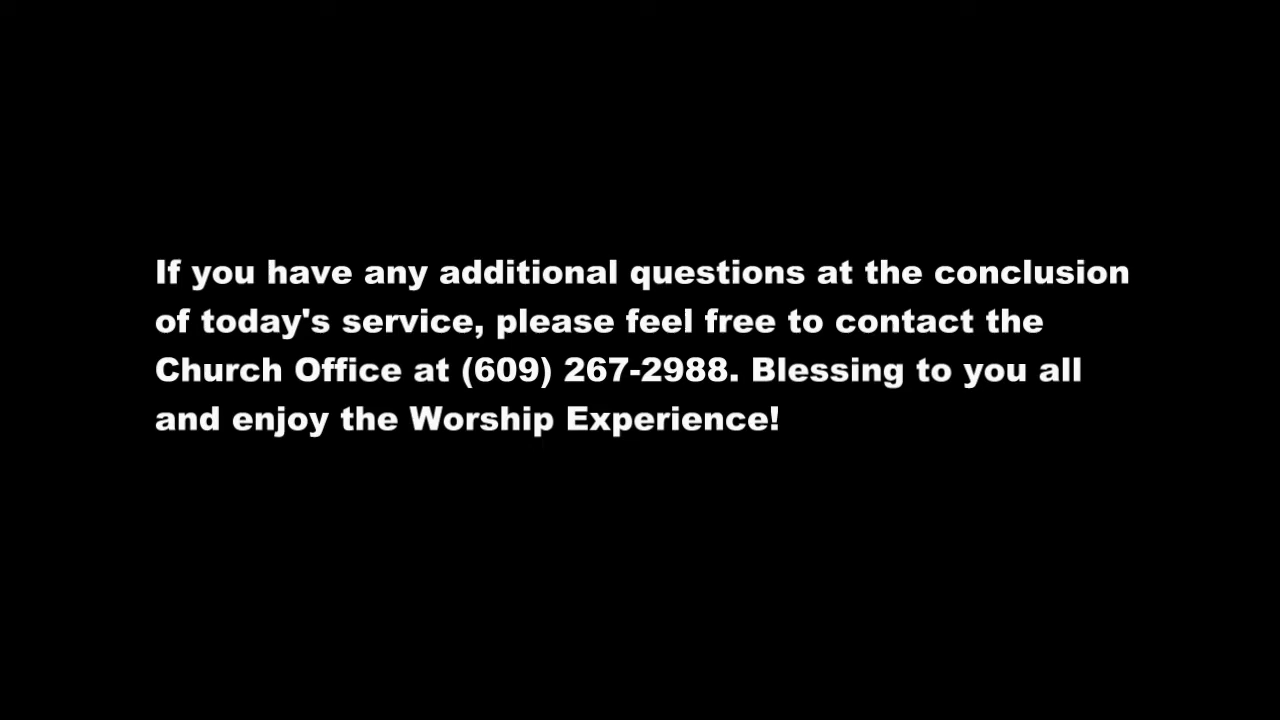 If you have any additional questions at the conclusion
of today's service, please feel free to contact the
Church Office at (609) 267-2988. Blessing to you all
and enjoy the Worship Experience!